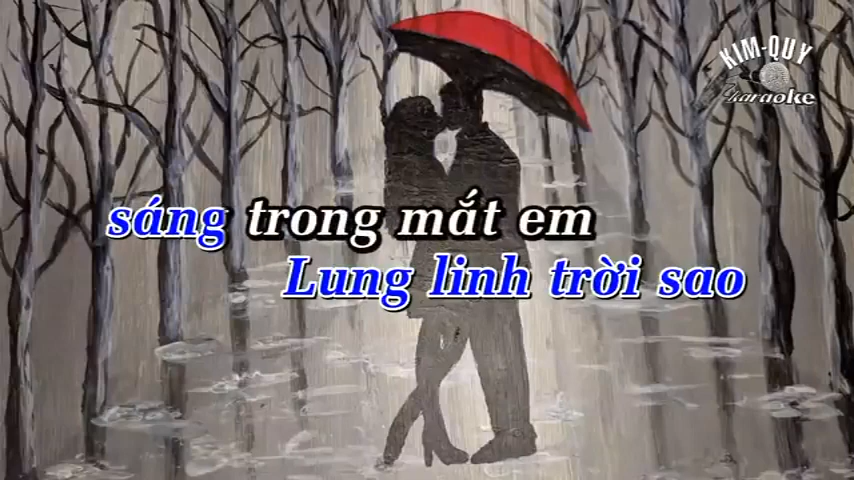 KIM-QUY
karaoke
sáng trong mắt em
Lung linh trời sao